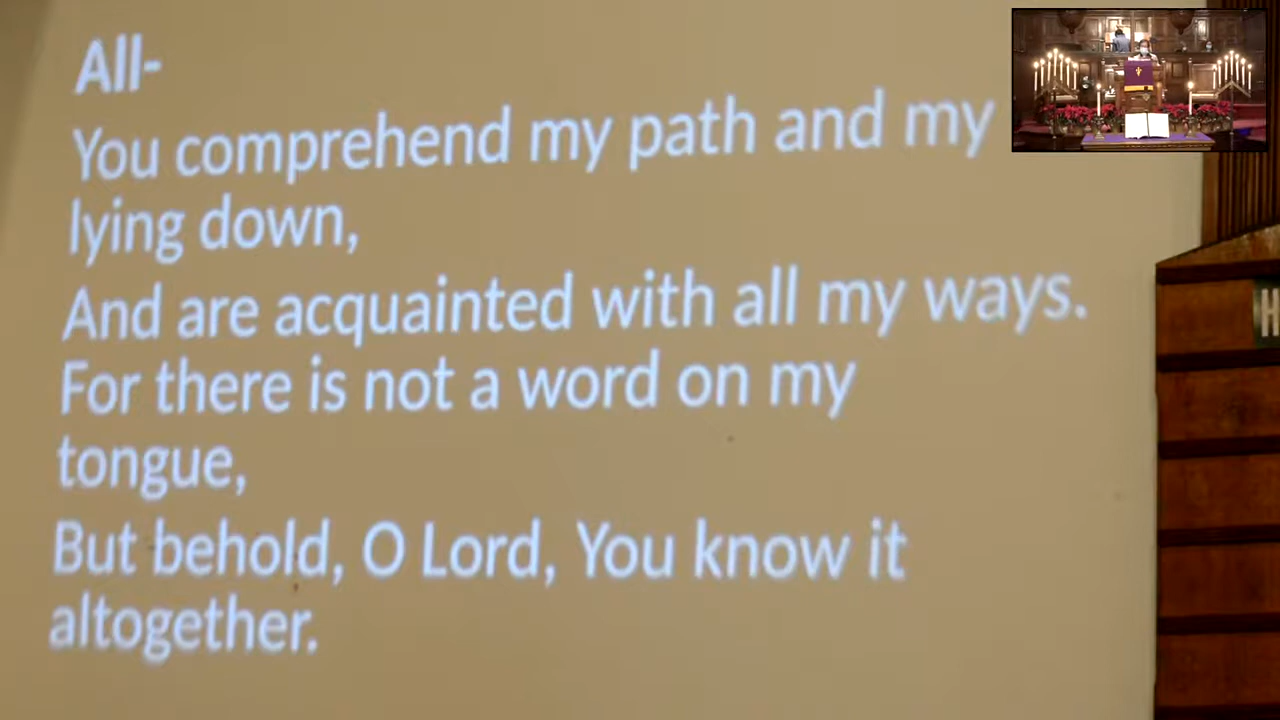 All-
You comprehend my path and my
lying down,
And are acquainted with all my ways.
For there is not a word on my
tongue,
But behold, O Lord, You know it
altogether.
H